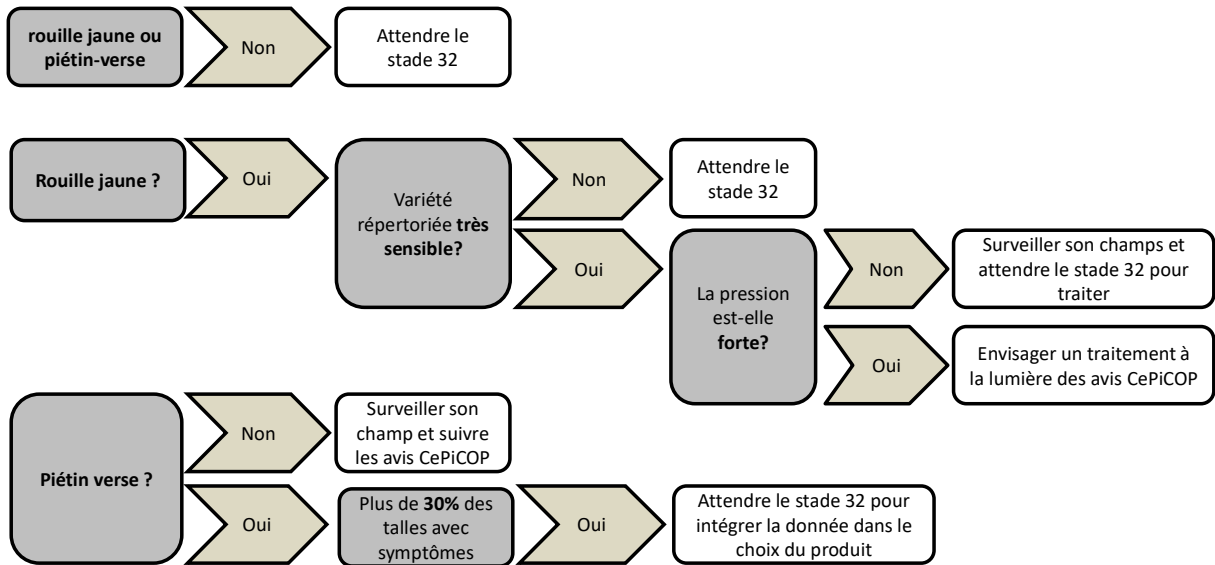 rouille jaune ou
piétin-verse
Non
Attendre le
stade 32
Rouille jaune ?
Oui
Variété
répertoriée très
sensible?
Non
Attendre le
stade 32
Oui
La pression
est-elle
forte?
Non
Surveiller son champs et
attendre le stade 32 pour
traiter
Oui
Envisager un traitement à
la lumière des avis CePiCOP
Piétin verse ?
Non
Surveiller son
champ et suivre
les avis CePiCOP
Oui
Plus de 30% des
talles avec
symptômes
Oui
Attendre le stade 32 pour
intégrer la donnée dans le
choix du produit